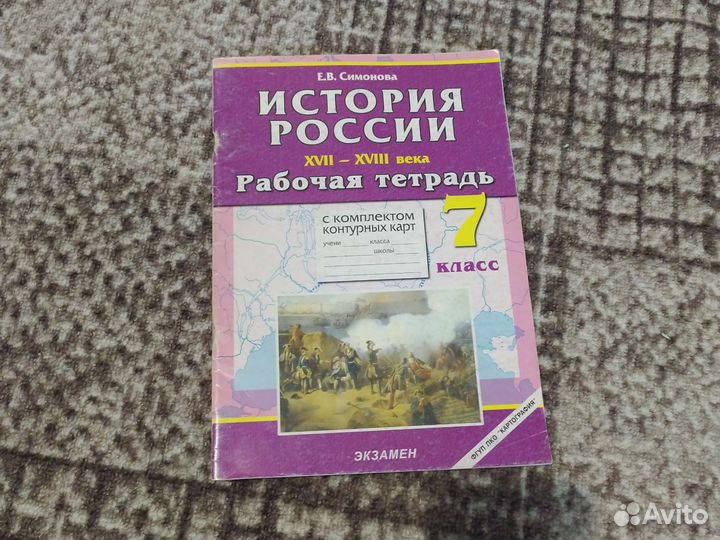 Е.В. Симонова
ИСТОРИЯ
РОССИИ
XVII – XVIII века
Рабочая тетрадь
с комплектом
контурных карт
учени класса
школы
7
класс
ЭКЗАМЕН
ФГУП ПКО "КАРТОГРАФИЯ"
Avito